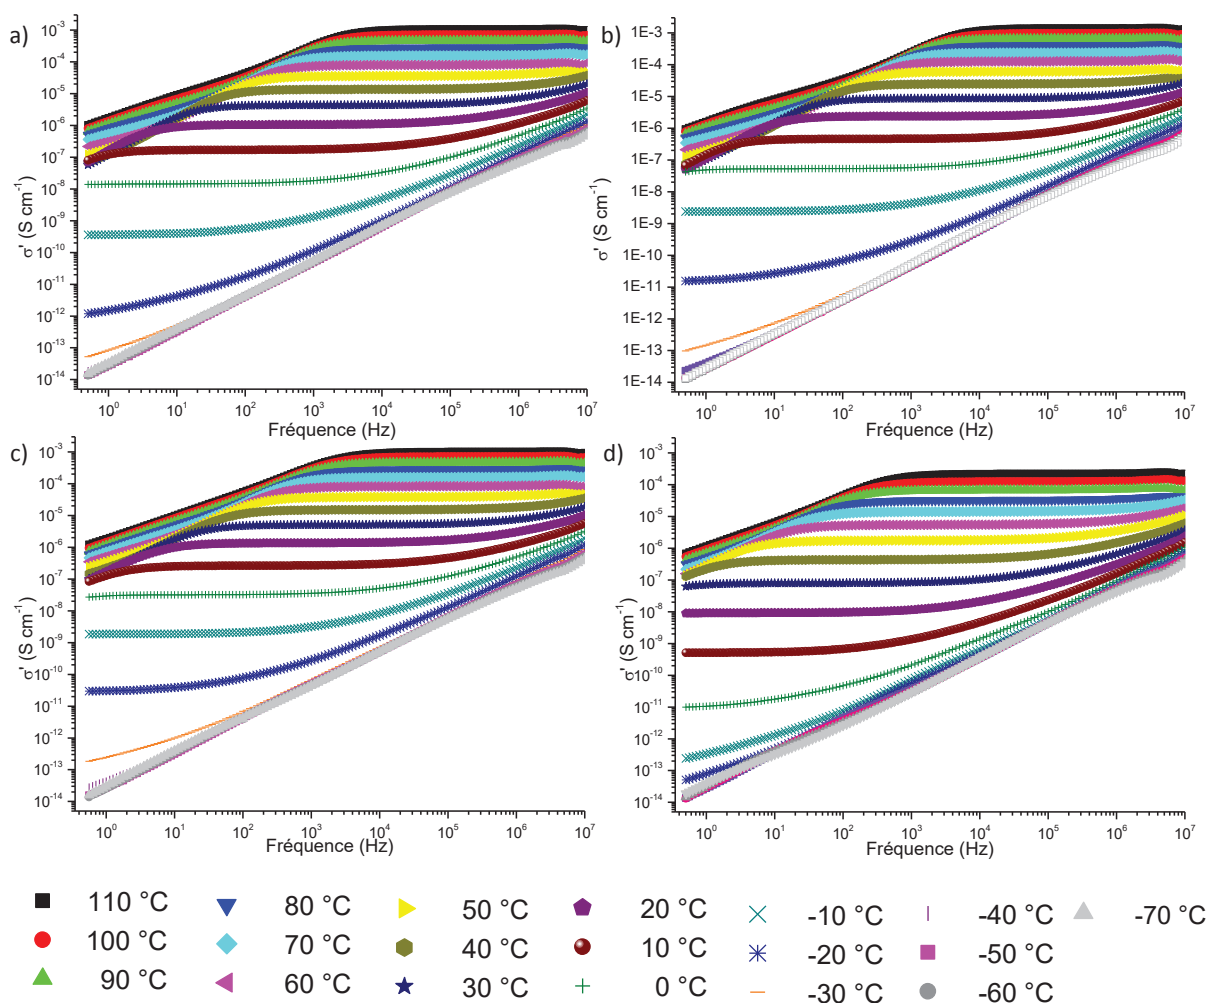 a)
10⁻³
10⁻⁴
10⁻⁵
10⁻⁶
10⁻⁷
10⁻⁸
10⁻⁹
10⁻¹⁰
10⁻¹¹
10⁻¹²
10⁻¹³
10⁻¹⁴
σ' (S cm⁻¹)
10⁰ 10¹ 10² 10³ 10⁴ 10⁵ 10⁶ 10⁷
Fréquence (Hz)
b)
1E-3
1E-4
1E-5
1E-6
1E-7
1E-8
1E-9
1E-10
1E-11
1E-12
1E-13
1E-14
σ' (S cm⁻¹)
10⁰ 10¹ 10² 10³ 10⁴ 10⁵ 10⁶ 10⁷
Fréquence (Hz)
c)
10⁻³
10⁻⁴
10⁻⁵
10⁻⁶
10⁻⁷
10⁻⁸
10⁻⁹
10⁻¹⁰
10⁻¹¹
10⁻¹²
10⁻¹³
10⁻¹⁴
σ' (S cm⁻¹)
10⁰ 10¹ 10² 10³ 10⁴ 10⁵ 10⁶ 10⁷
Fréquence (Hz)
d)
10⁻³
10⁻⁴
10⁻⁵
10⁻⁶
10⁻⁷
10⁻⁸
10⁻⁹
10⁻¹⁰
10⁻¹¹
10⁻¹²
10⁻¹³
10⁻¹⁴
σ' (S cm⁻¹)
10⁰ 10¹ 10² 10³ 10⁴ 10⁵ 10⁶ 10⁷
Fréquence (Hz)
110 °C 80 °C 50 °C 20 °C -10 °C -40 °C -70 °C
100 °C 70 °C 40 °C 10 °C -20 °C -50 °C
90 °C 60 °C 30 °C 0 °C -30 °C -60 °C